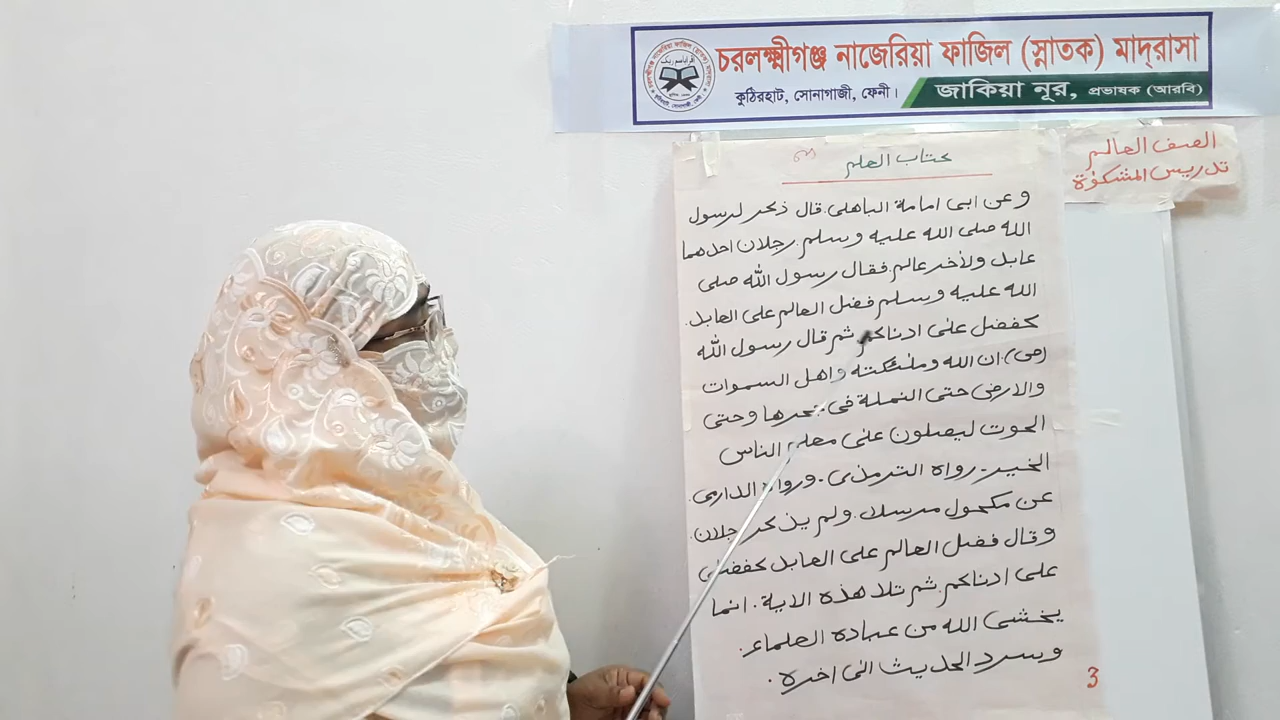 চরলক্ষ্মীগঞ্জ নাজেরিয়া ফাজিল (স্নাতক) মাদ্‌রাসা
কুঠিরহাট, সোনাগাজী, ফেনী।
জাকিয়া নূর, প্রভাষক (আরবি)
الصف العالم
تدريس المشكوٰة
كتاب العلم
وعن ابى امامة الباهلى قال ذكر لرسول
الله صلى الله عليه وسلم رجلان احدهما
عابد ولأخر عالم فقال رسول الله صلى
الله عليه وسلم فضل العالم على العابد
كفضل على ادناكم ثم قال رسول الله
(ص) ان الله وملئكته واهل السموات
والارض حتى النملة فى جحرها وحتى
الحوت ليصلون على معلم الناس
الخير - رواه الترمذى - ورواه الدارمى
عن مكحول مرسلا ولم يذكر رجلان
وقال فضل العالم على العابد كفضلى
على ادناكم ثم تلا هذه الاية . انما
يخشى الله من عباده العلماء
وسرد الحديث الى اخره .
3